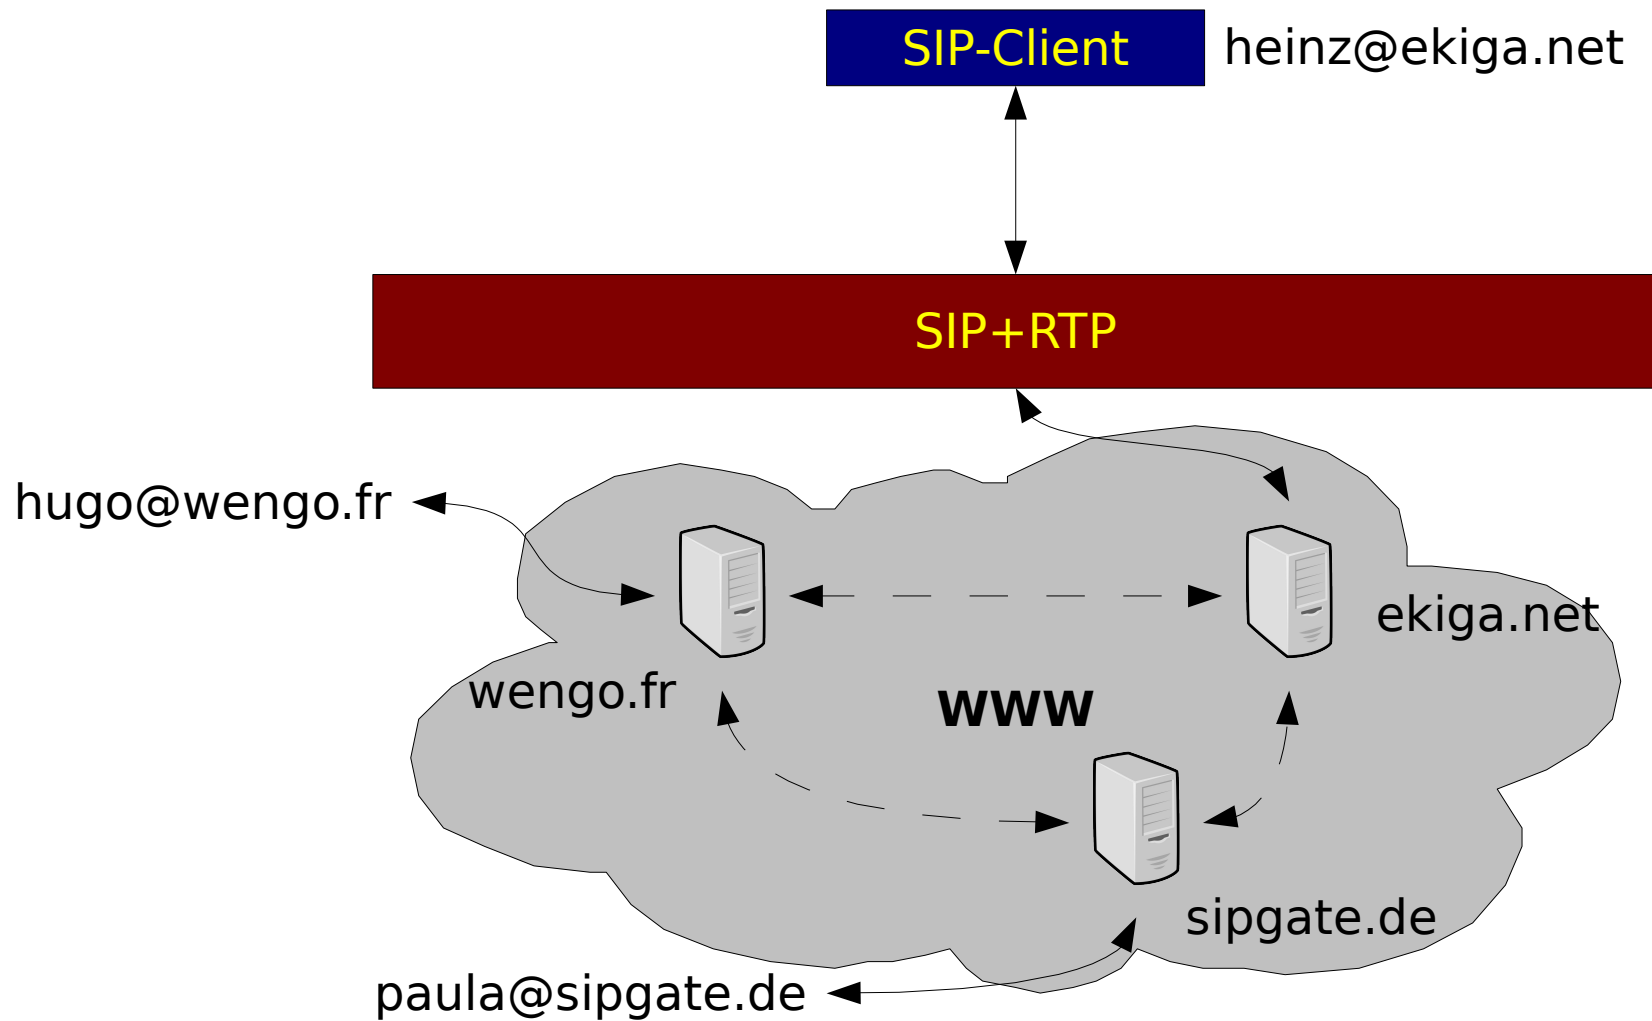 SIP-Client
heinz@ekiga.net
SIP+RTP
hugo@wengo.fr
ekiga.net
wengo.fr
WWW
sipgate.de
paula@sipgate.de